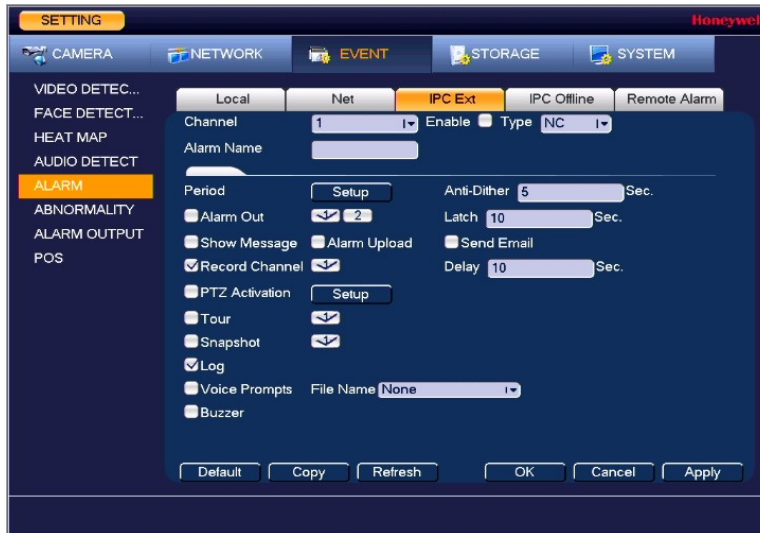 SETTING
Honeywel
CAMERA NETWORK EVENT STORAGE SYSTEM
VIDEO DETEC...
FACE DETECT...
HEAT MAP
AUDIO DETECT
ALARM
ABNORMALITY
ALARM OUTPUT
POS
Local Net IPC Ext IPC Offline Remote Alarm
Channel 1 Enable Type NC
Alarm Name
Period Setup Anti-Dither 5 Sec.
Alarm Out 1 2 Latch 10 Sec.
Show Message Alarm Upload Send Email
Record Channel 1 Delay 10 Sec.
PTZ Activation Setup
Tour 1
Snapshot 1
Log
Voice Prompts File Name None
Buzzer
Default Copy Refresh OK Cancel Apply